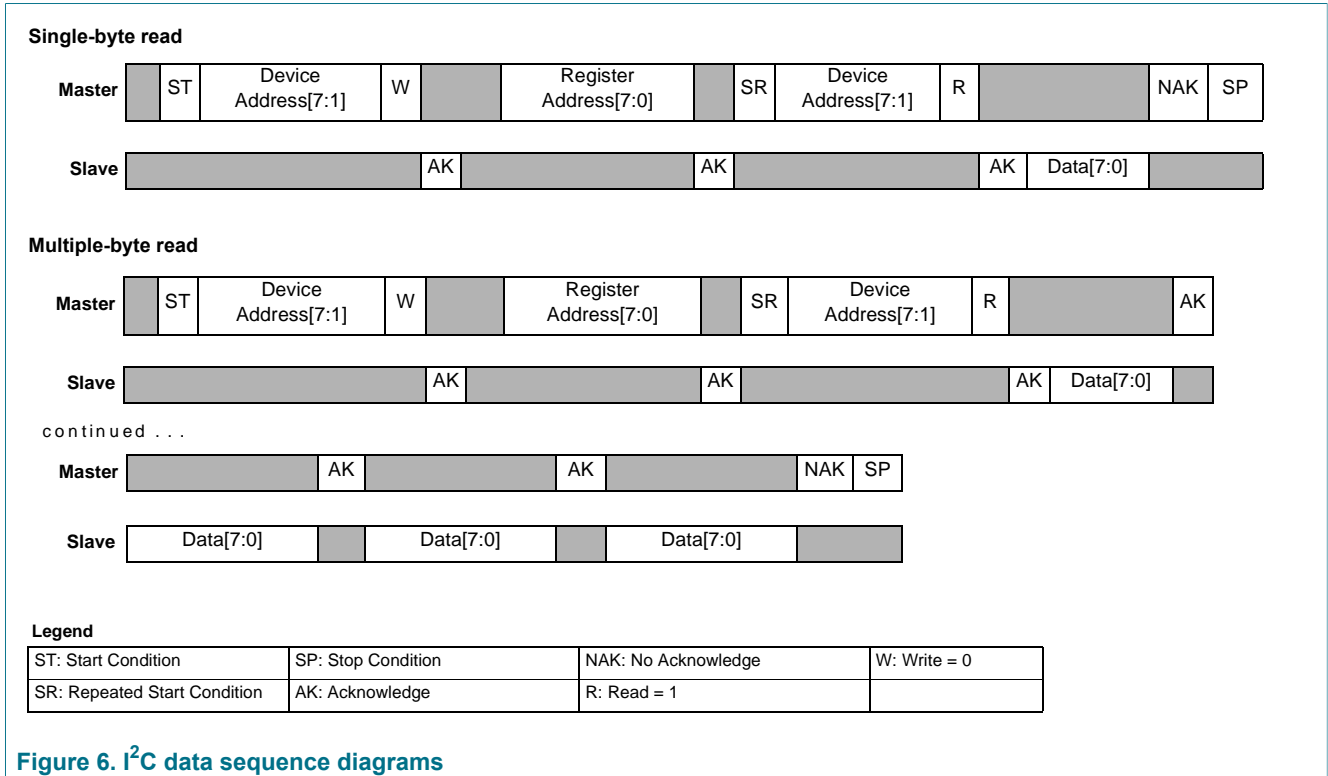 Single-byte read
Master ST Device Address[7:1] W Register Address[7:0] SR Device Address[7:1] R NAK SP
Slave AK AK AK Data[7:0]
Multiple-byte read
Master ST Device Address[7:1] W Register Address[7:0] SR Device Address[7:1] R AK
Slave AK AK AK Data[7:0]
continued ...
Master AK AK NAK SP
Slave Data[7:0] Data[7:0] Data[7:0]
Legend
ST: Start Condition SP: Stop Condition NAK: No Acknowledge W: Write = 0
SR: Repeated Start Condition AK: Acknowledge R: Read = 1
Figure 6. I²C data sequence diagrams